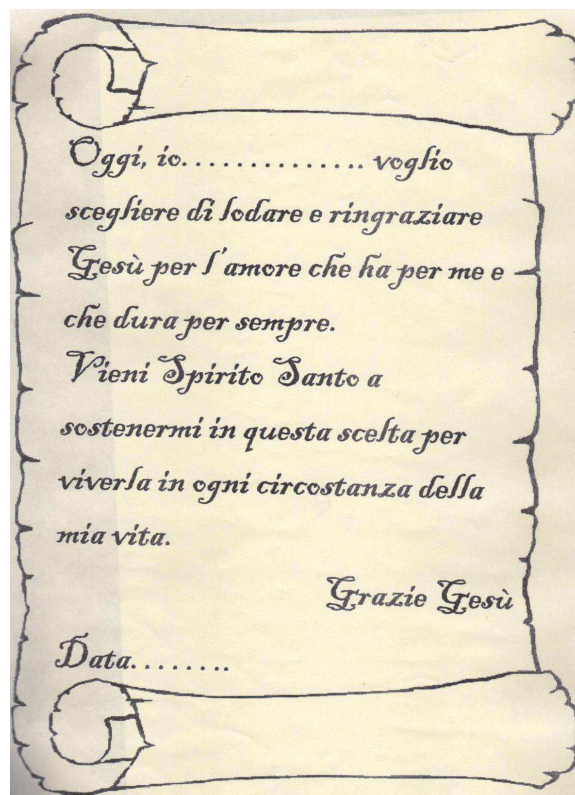 Oggi, io.............. voglio
scegliere di lodare e ringraziare
Gesù per l'amore che ha per me e
che dura per sempre.
Vieni Spirito Santo a
sostenermi in questa scelta per
viverla in ogni circostanza della
mia vita.
Grazie Gesù
Data........